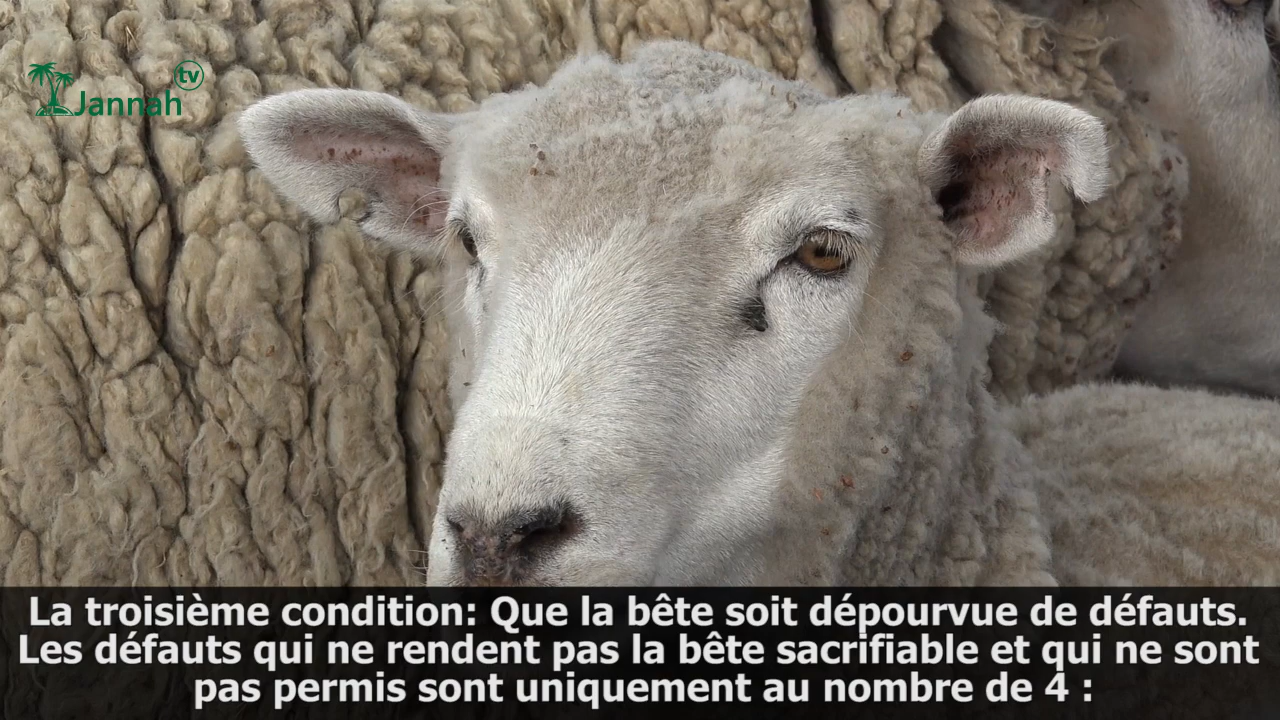 Jannah tv
La troisième condition: Que la bête soit dépourvue de défauts.
Les défauts qui ne rendent pas la bête sacrifiable et qui ne sont
pas permis sont uniquement au nombre de 4 :